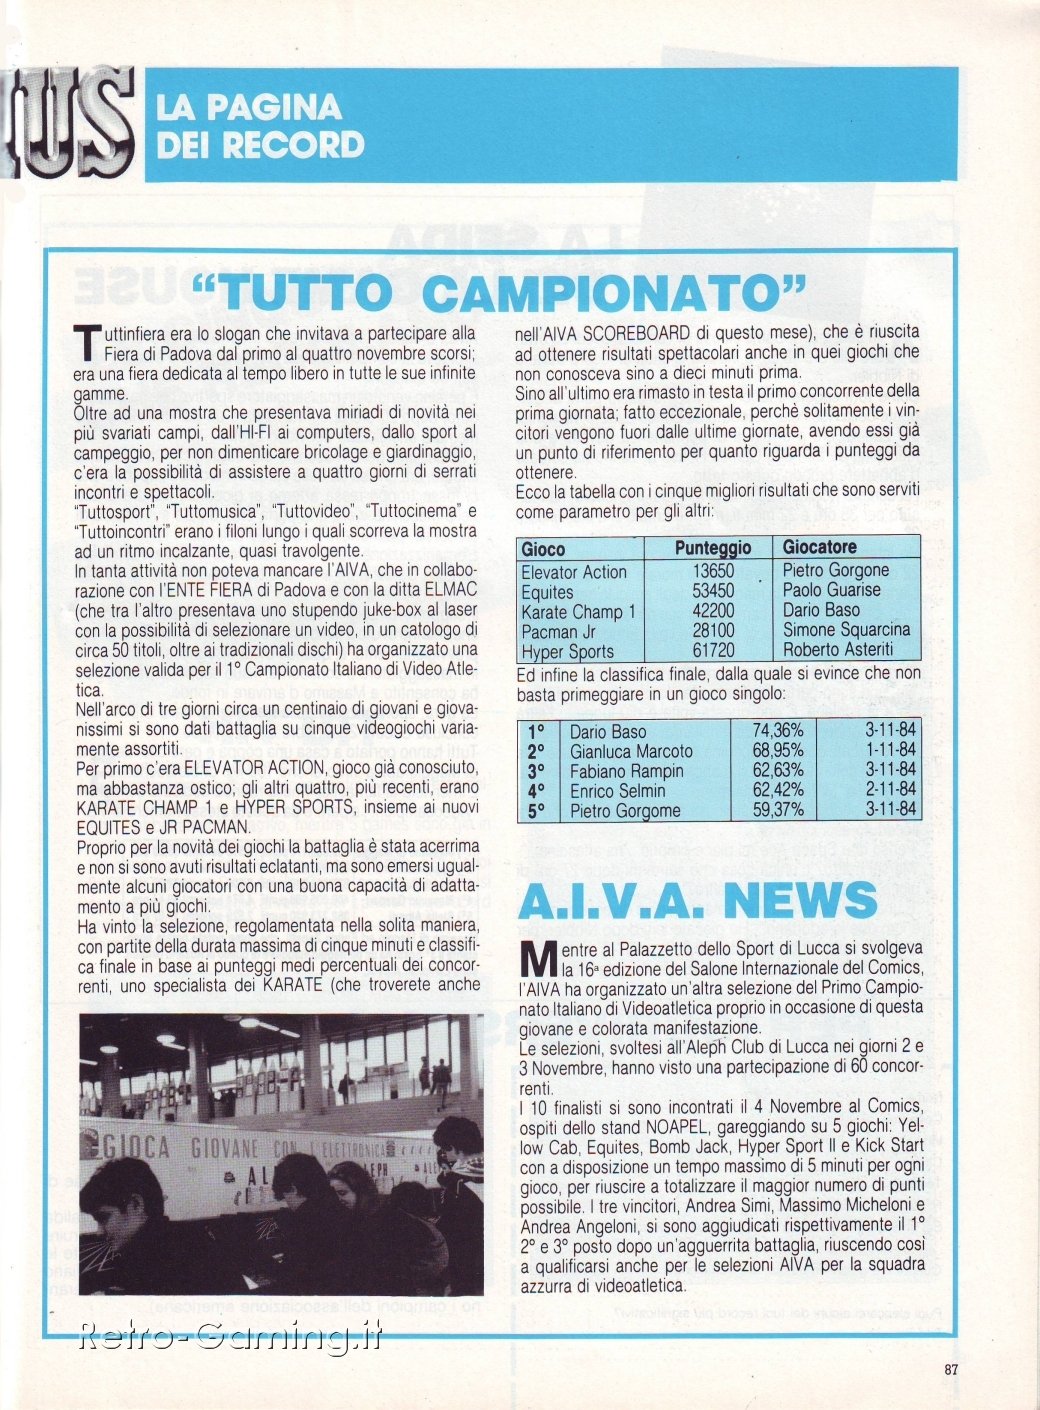 LA PAGINA
DEI RECORD
“TUTTO CAMPIONATO”
Tuttinfiera era lo slogan che invitava a partecipare alla
Fiera di Padova dal primo al quattro novembre scorsi;
era una fiera dedicata al tempo libero in tutte le sue infinite
gamme.
Oltre ad una mostra che presentava miriadi di novità nei
più svariati campi, dall'HI-FI ai computers, dallo sport al
campeggio, per non dimenticare bricolage e giardinaggio,
c'era la possibilità di assistere a quattro giorni di serrati
incontri e spettacoli.
“Tuttosport”, “Tuttomusica”, “Tuttovideo”, “Tuttocinema” e
“Tuttoincontri” erano i filoni lungo i quali scorreva la mostra
ad un ritmo incalzante, quasi travolgente.
In tanta attività non poteva mancare l'AIVA, che in collabo-
razione con l'ENTE FIERA di Padova e con la ditta ELMAC
(che tra l'altro presentava uno stupendo juke-box al laser
con la possibilità di selezionare un video, in un catologo di
circa 50 titoli, oltre ai tradizionali dischi) ha organizzato una
selezione valida per il 1º Campionato Italiano di Video Atle-
tica.
Nell'arco di tre giorni circa un centinaio di giovani e giova-
nissimi si sono dati battaglia su cinque videogiochi varia-
mente assortiti.
Per primo c'era ELEVATOR ACTION, gioco già conosciuto,
ma abbastanza ostico; gli altri quattro, più recenti, erano
KARATE CHAMP 1 e HYPER SPORTS, insieme ai nuovi
EQUITES e JR PACMAN.
Proprio per la novità dei giochi la battaglia è stata acerrima
e non si sono avuti risultati eclatanti, ma sono emersi ugual-
mente alcuni giocatori con una buona capacità di adatta-
mento a più giochi.
Ha vinto la selezione, regolamentata nella solita maniera,
con partite della durata massima di cinque minuti e classifi-
ca finale in base ai punteggi medi percentuali dei concor-
renti, uno specialista dei KARATE (che troverete anche
GIOCA GIOVANE CON L'ELETTRONICA
nell'AIVA SCOREBOARD di questo mese), che è riuscita
ad ottenere risultati spettacolari anche in quei giochi che
non conosceva sino a dieci minuti prima.
Sino all'ultimo era rimasto in testa il primo concorrente della
prima giornata; fatto eccezionale, perchè solitamente i vin-
citori vengono fuori dalle ultime giornate, avendo essi già
un punto di riferimento per quanto riguarda i punteggi da
ottenere.
Ecco la tabella con i cinque migliori risultati che sono serviti
come parametro per gli altri:
Gioco Punteggio Giocatore
Elevator Action 13650 Pietro Gorgone
Equites 53450 Paolo Guarise
Karate Champ 1 42200 Dario Baso
Pacman Jr 28100 Simone Squarcina
Hyper Sports 61720 Roberto Asteriti
Ed infine la classifica finale, dalla quale si evince che non
basta primeggiare in un gioco singolo:
1º Dario Baso 74,36% 3-11-84
2º Gianluca Marcoto 68,95% 1-11-84
3º Fabiano Rampin 62,63% 3-11-84
4º Enrico Selmin 62,42% 2-11-84
5º Pietro Gorgome 59,37% 3-11-84
A.I.V.A. NEWS
Mentre al Palazzetto dello Sport di Lucca si svolgeva
la 16ª edizione del Salone Internazionale del Comics,
l'AIVA ha organizzato un'altra selezione del Primo Campio-
nato Italiano di Videoatletica proprio in occasione di questa
giovane e colorata manifestazione.
Le selezioni, svoltesi all'Aleph Club di Lucca nei giorni 2 e
3 Novembre, hanno visto una partecipazione di 60 concor-
renti.
I 10 finalisti si sono incontrati il 4 Novembre al Comics,
ospiti dello stand NOAPEL, gareggiando su 5 giochi: Yel-
low Cab, Equites, Bomb Jack, Hyper Sport II e Kick Start
con a disposizione un tempo massimo di 5 minuti per ogni
gioco, per riuscire a totalizzare il maggior numero di punti
possibile. I tre vincitori, Andrea Simi, Massimo Micheloni e
Andrea Angeloni, si sono aggiudicati rispettivamente il 1º
2º e 3º posto dopo un'agguerrita battaglia, riuscendo così
a qualificarsi anche per le selezioni AIVA per la squadra
azzurra di videoatletica.
Retro-Gaming.it
87